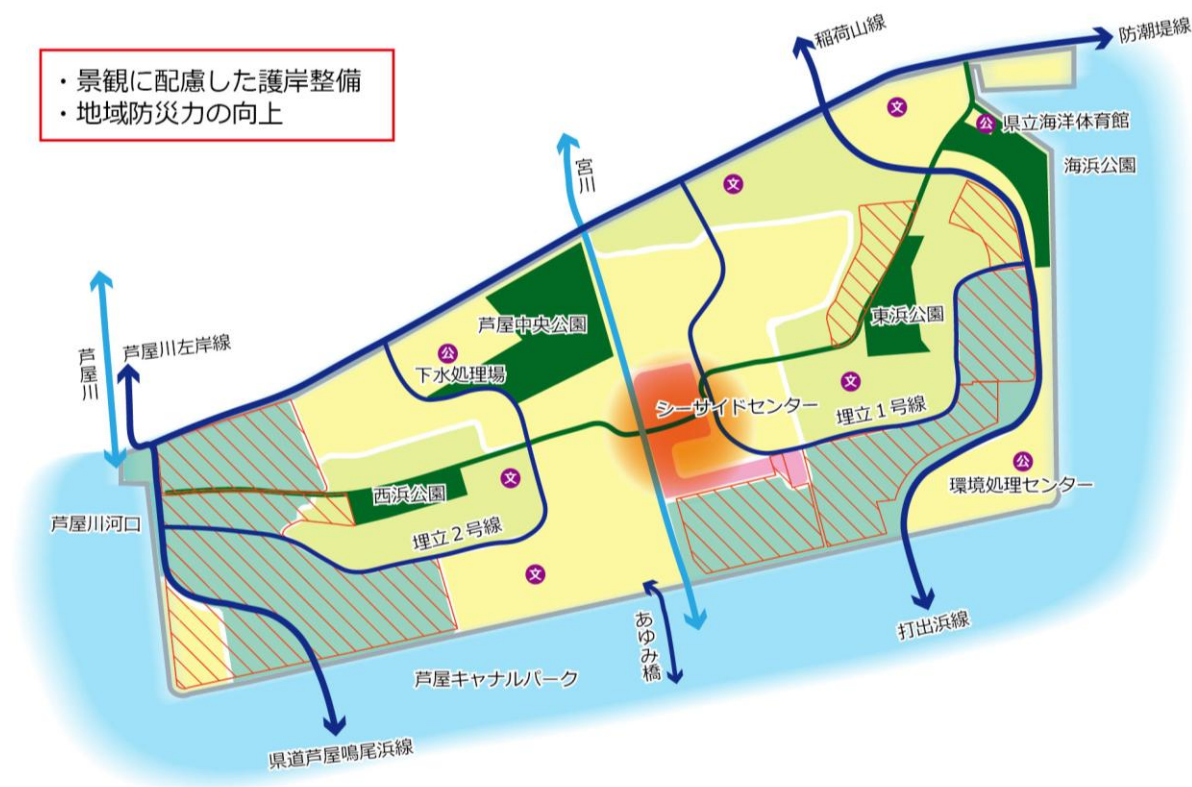 ・景観に配慮した護岸整備
・地域防災力の向上
稲荷山線
防潮堤線
文
公
県立海洋体育館
海浜公園
宮川
文
芦屋川
芦屋川左岸線
芦屋中央公園
公
下水処理場
東浜公園
シーサイドセンター
文
埋立1号線
公
環境処理センター
西浜公園
文
芦屋川河口
埋立2号線
文
あゆみ橋
打出浜線
芦屋キャナルパーク
県道芦屋鳴尾浜線